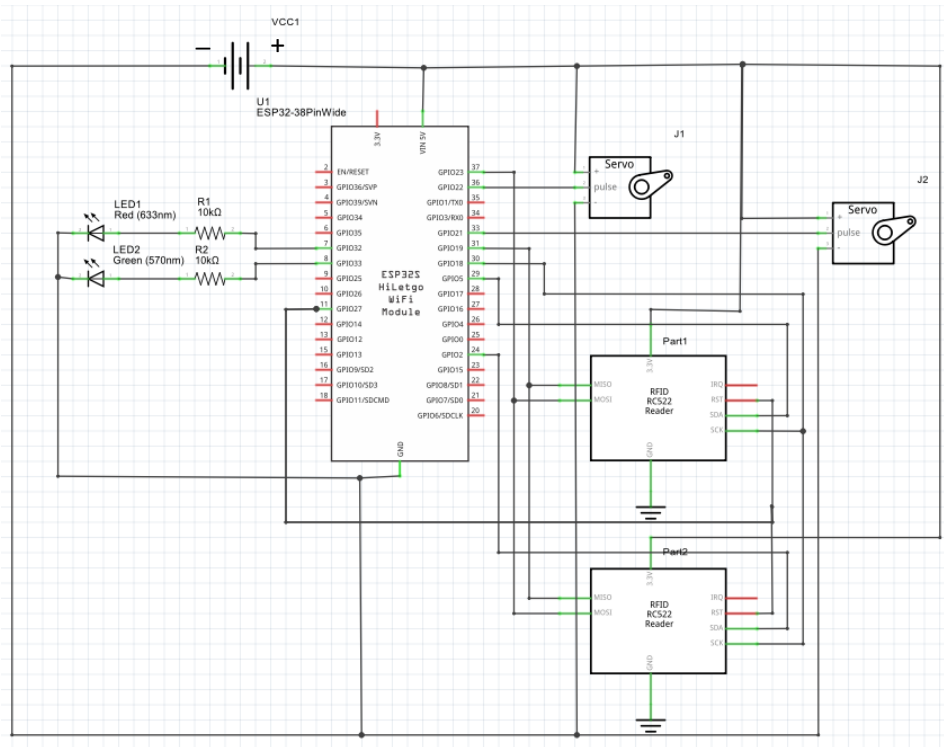 VCC1
− +
U1
ESP32-38PinWide
3.3V
VIN 5V
2 EN/RESET
3 GPIO36/SVP
4 GPIO39/SVN
5 GPIO34
6 GPIO35
7 GPIO32
8 GPIO33
9 GPIO25
10 GPIO26
11 GPIO27
12 GPIO14
13 GPIO12
15 GPIO13
16 GPIO9/SD2
17 GPIO10/SD3
18 GPIO11/SDCMD
GPIO23 37
GPIO22 36
GPIO1/TX0 35
GPIO3/RX0 34
GPIO21 33
GPIO19 31
GPIO18 30
GPIO5 29
GPIO17 28
GPIO16 27
GPIO4 26
GPIO0 25
GPIO2 24
GPIO15 23
GPIO8/SD1 22
GPIO7/SD0 21
GPIO6/SDCLK 20
ESP32S
HiLetgo
WiFi
Module
GND
LED1
Red (633nm)
R1
10kΩ
LED2
Green (570nm)
R2
10kΩ
J1
Servo
+
pulse
-
J2
Servo
+
pulse
-
Part1
3.3V
MISO
MOSI
RFID
RC522
Reader
IRQ
RST
SDA
SCK
GND
Part2
3.3V
MISO
MOSI
RFID
RC522
Reader
IRQ
RST
SDA
SCK
GND